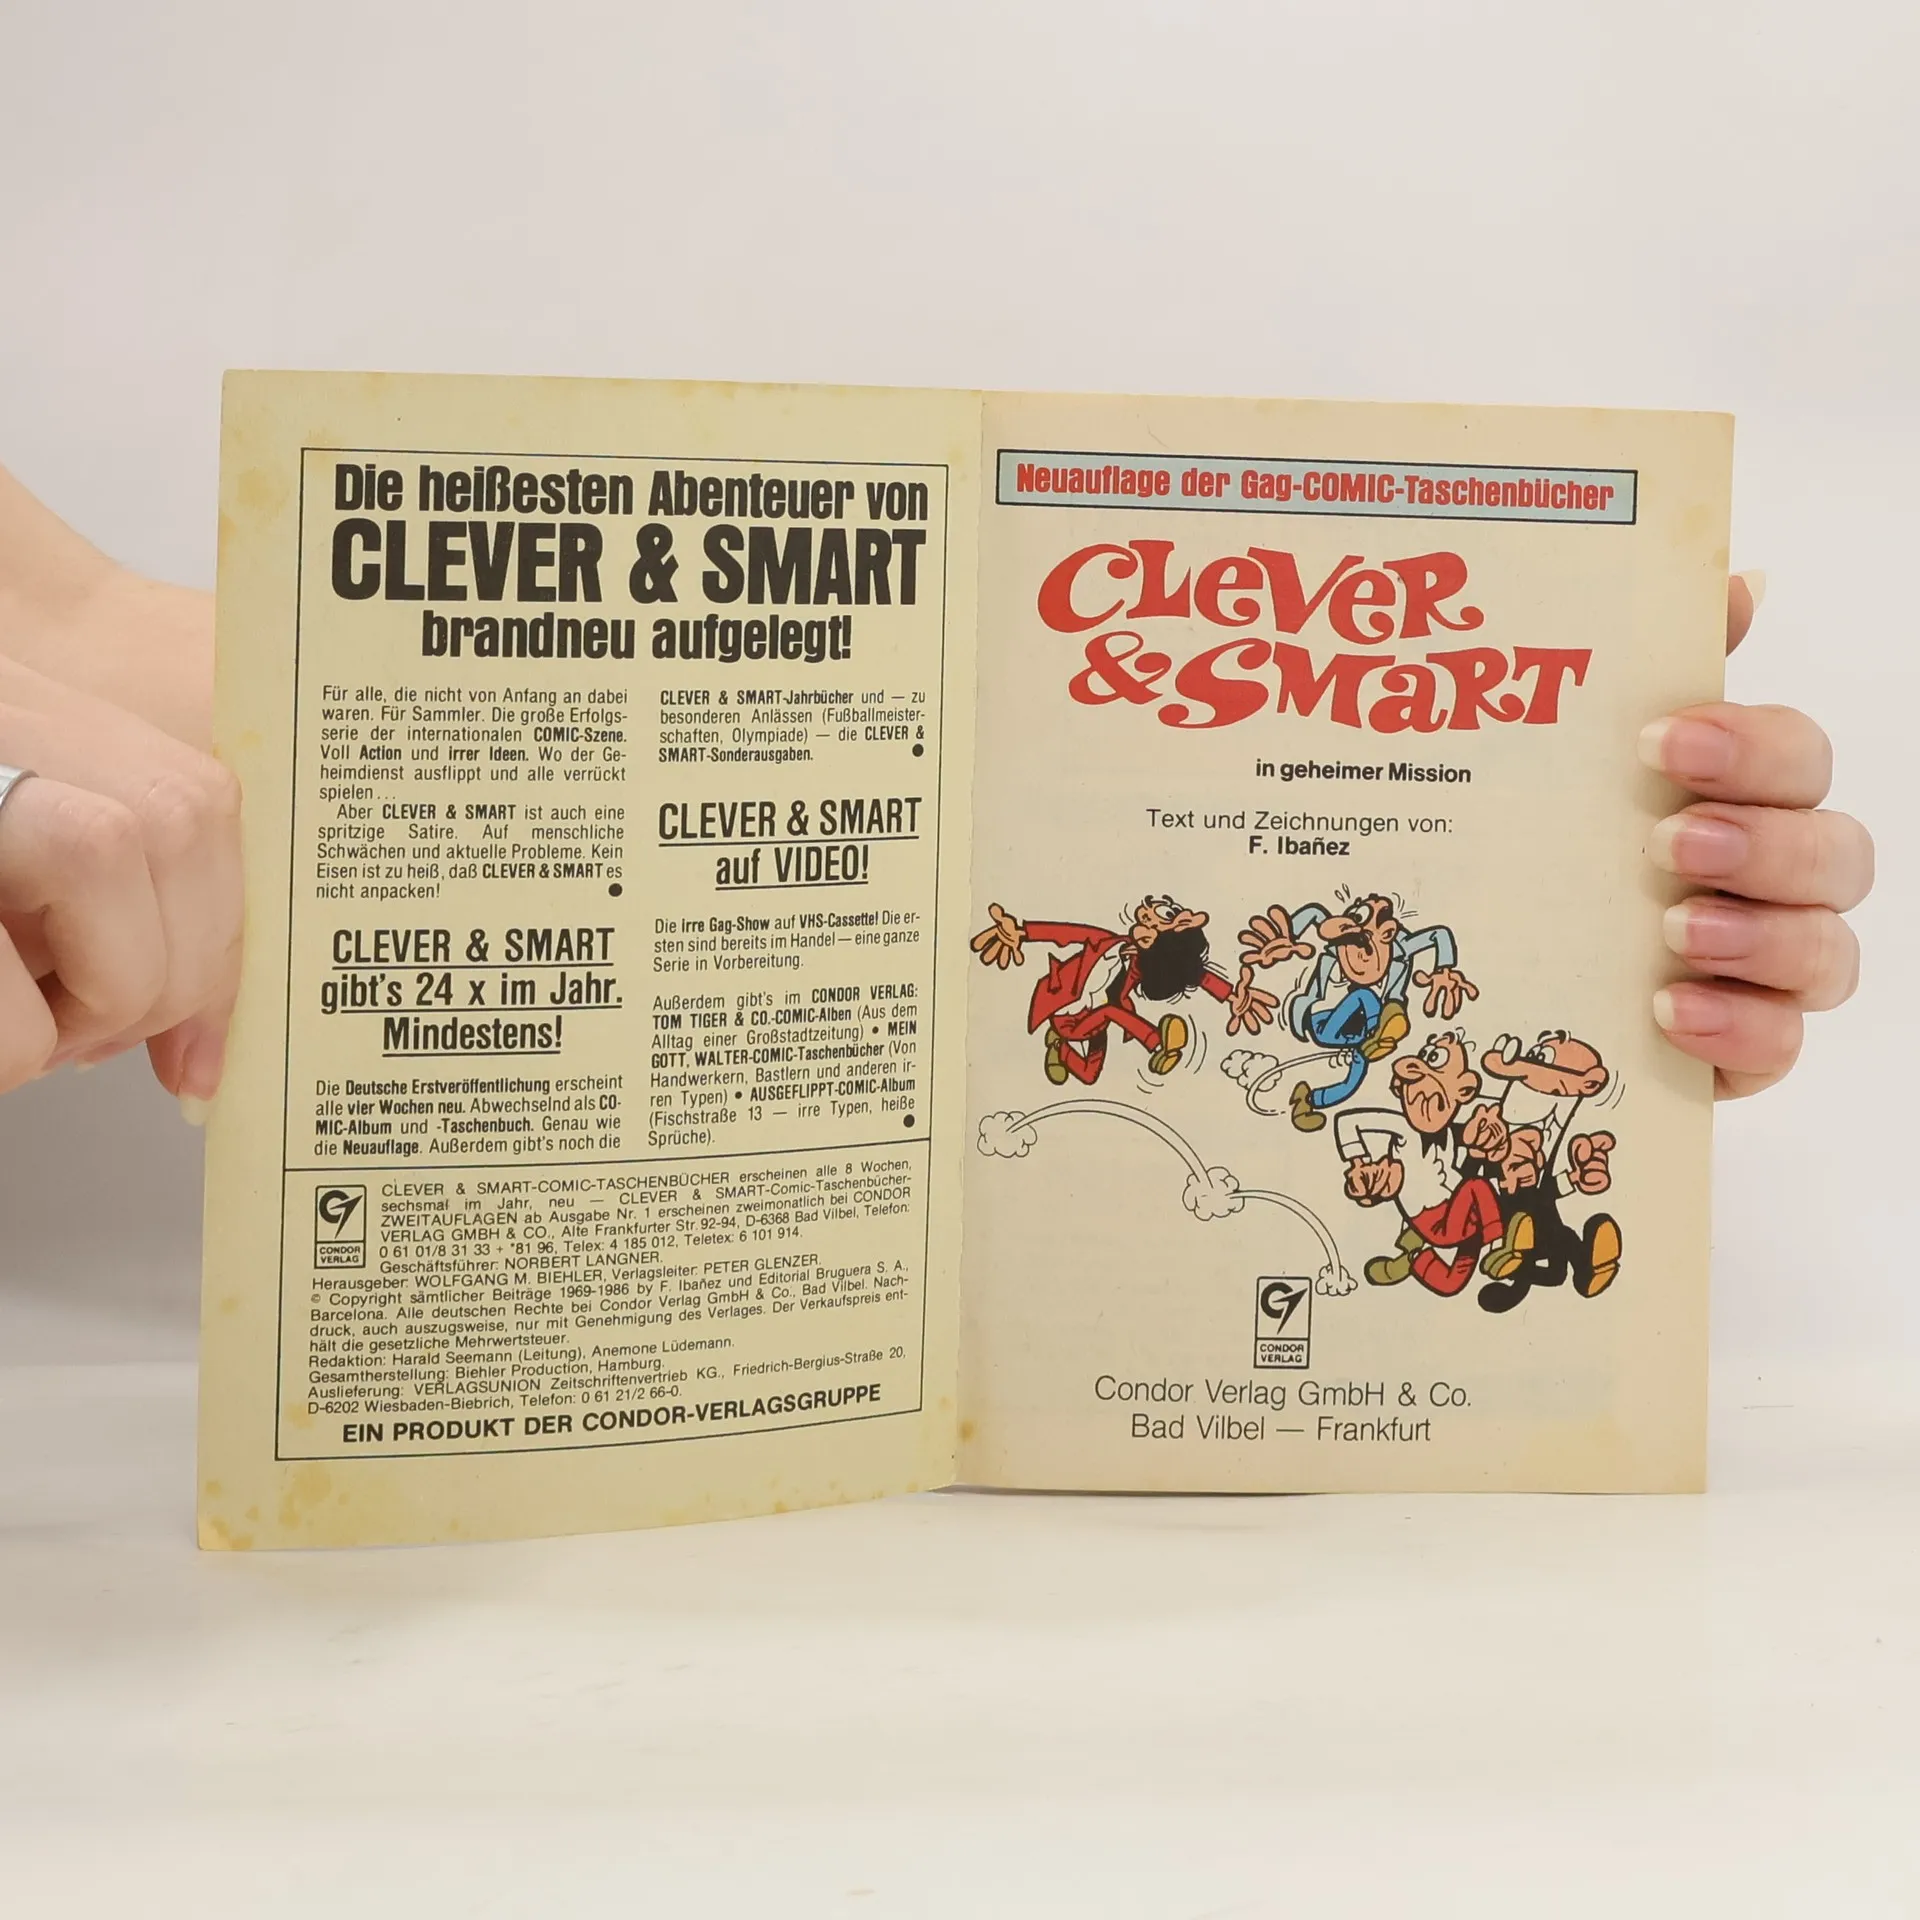 Die heißesten Abenteuer von
CLEVER & SMART
brandneu aufgelegt!
Für alle, die nicht von Anfang an dabei
waren. Für Sammler. Die große Erfolgs-
serie der internationalen COMIC-Szene.
Voll Action und irrer Ideen. Wo der Ge-
heimdienst ausflippt und alle verrückt
spielen...
Aber CLEVER & SMART ist auch eine
spritzige Satire. Auf menschliche
Schwächen und aktuelle Probleme. Kein
Eisen ist zu heiß, daß CLEVER & SMART es
nicht anpacken! ●
CLEVER & SMART
gibt's 24 x im Jahr.
Mindestens!
Die Deutsche Erstveröffentlichung erscheint
alle vier Wochen neu. Abwechselnd als CO-
MIC-Album und -Taschenbuch. Genau wie
die Neuauflage. Außerdem gibt's noch die
CLEVER & SMART-Jahrbücher und — zu
besonderen Anlässen (Fußballmeister-
schaften, Olympiade) — die CLEVER &
SMART-Sonderausgaben. ●
CLEVER & SMART
auf VIDEO!
Die irre Gag-Show auf VHS-Cassette! Die er-
sten sind bereits im Handel — eine ganze
Serie in Vorbereitung.
Außerdem gibt's im CONDOR VERLAG:
TOM TIGER & CO.-COMIC-Alben (Aus dem
Alltag einer Großstadtzeitung) ● MEIN
GOTT, WALTER-COMIC-Taschenbücher (Von
Handwerkern, Bastlern und anderen ir-
ren Typen) ● AUSGEFLIPPT-COMIC-Album
(Fischstraße 13 — irre Typen, heiße
Sprüche). ●
CONDOR
VERLAG
CLEVER & SMART-COMIC-TASCHENBÜCHER erscheinen alle 8 Wochen,
sechsmal im Jahr, neu — CLEVER & SMART-Comic-Taschenbücher-
ZWEITAUFLAGEN ab Ausgabe Nr. 1 erscheinen zweimonatlich bei CONDOR
VERLAG GMBH & CO., Alte Frankfurter Str. 92-94, D-6368 Bad Vilbel, Telefon:
0 61 01/8 31 33 + *81 96, Telex: 4 185 012, Teletex: 6 101 914.
Geschäftsführer: NORBERT LANGNER.
Herausgeber: WOLFGANG M. BIEHLER, Verlagsleiter: PETER GLENZER.
© Copyright sämtlicher Beiträge 1969-1986 by F. Ibañez und Editorial Bruguera S. A.,
Barcelona. Alle deutschen Rechte bei Condor Verlag GmbH & Co., Bad Vilbel. Nach-
druck, auch auszugsweise, nur mit Genehmigung des Verlages. Der Verkaufspreis ent-
hält die gesetzliche Mehrwertsteuer.
Redaktion: Harald Seemann (Leitung), Anemone Lüdemann.
Gesamtherstellung: Biehler Production, Hamburg.
Auslieferung: VERLAGSUNION Zeitschriftenvertrieb KG., Friedrich-Bergius-Straße 20,
D-6202 Wiesbaden-Biebrich, Telefon: 0 61 21/2 66-0.
EIN PRODUKT DER CONDOR-VERLAGSGRUPPE
Neuauflage der Gag-COMIC-Taschenbücher
CLeVeR
& SMaRT
in geheimer Mission
Text und Zeichnungen von:
F. Ibañez
CONDOR
VERLAG
Condor Verlag GmbH & Co.
Bad Vilbel — Frankfurt